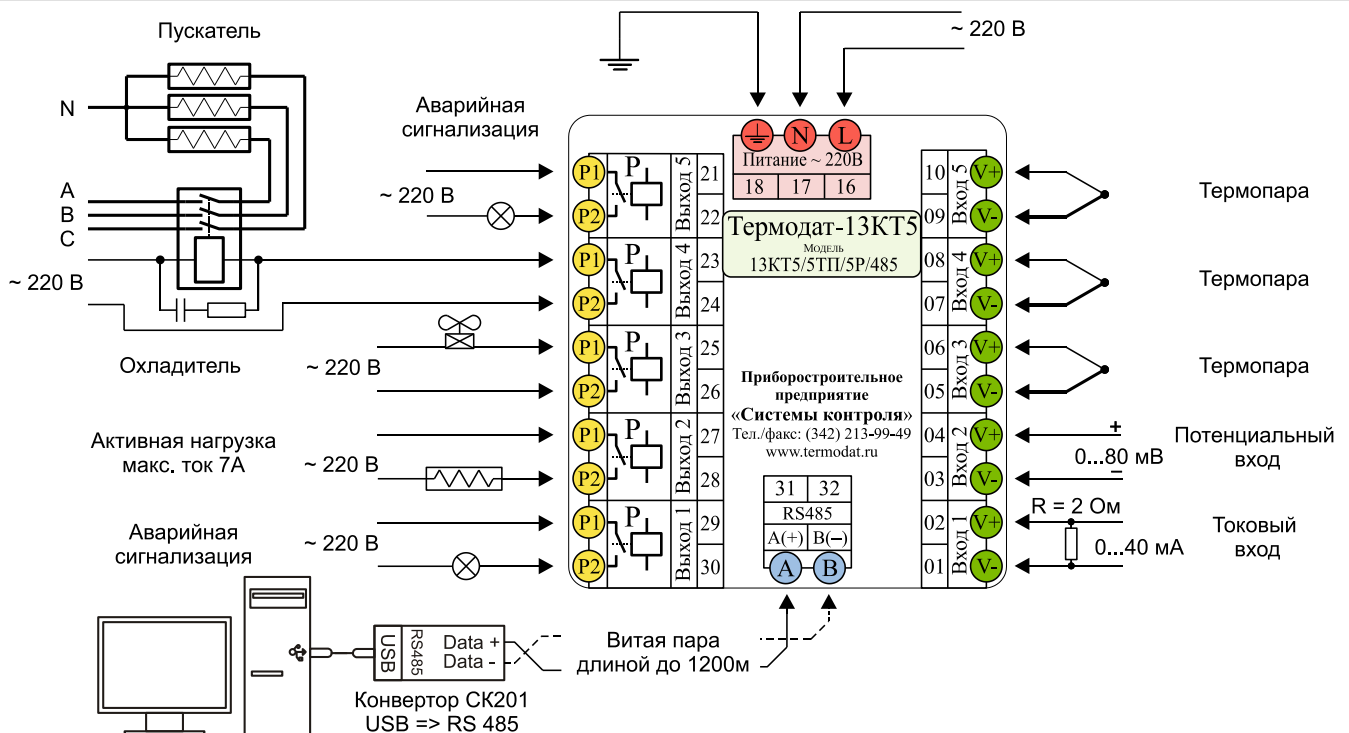 Пускатель
N
A
B
C
~ 220 В
Охладитель
~ 220 В
Активная нагрузка
макс. ток 7А
~ 220 В
Аварийная
сигнализация
~ 220 В
Аварийная
сигнализация
~ 220 В
P1
P2
P
Выход 5
21
22
P1
P2
P
Выход 4
23
24
P1
P2
P
Выход 3
25
26
P1
P2
P
Выход 2
27
28
P1
P2
P
Выход 1
29
30
~ 220 В
N
L
Питание ~ 220В
18
17
16
Термодат-13КТ5
Модель
13КТ5/5ТП/5Р/485
Приборостроительное
предприятие
«Системы контроля»
Тел./факс: (342) 213-99-49
www.termodat.ru
31
32
RS485
A(+)
B(–)
A
B
10
09
Вход 5
V+
V-
Термопара
08
07
Вход 4
V+
V-
Термопара
06
05
Вход 3
V+
V-
Термопара
04
03
Вход 2
V+
V-
+
0...80 мВ
–
Потенциальный
вход
02
01
Вход 1
V+
V-
R = 2 Ом
0...40 мА
Токовый
вход
USB
RS485
Data +
Data -
Витая пара
длиной до 1200м
Конвертор СК201
USB => RS 485